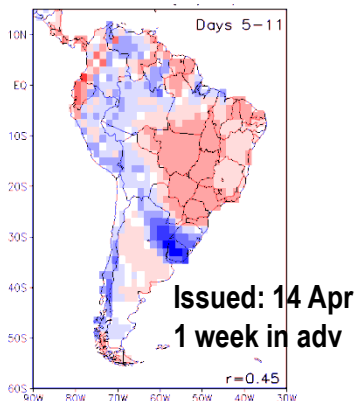 Days 5-11
10N
EQ
10S
20S
30S
40S
50S
60S
90W 80W 70W 60W 50W 40W 30W
Issued: 14 Apr
1 week in adv
r=0.45